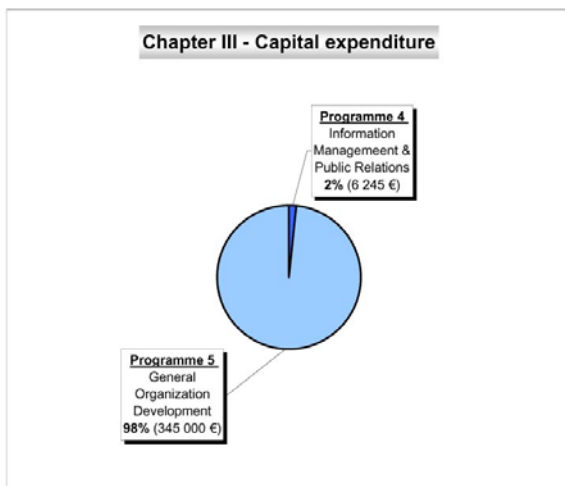 Chapter III - Capital expenditure
Programme 4
Information
Managemeent &
Public Relations
2% (6 245 €)
Programme 5
General
Organization
Development
98% (345 000 €)